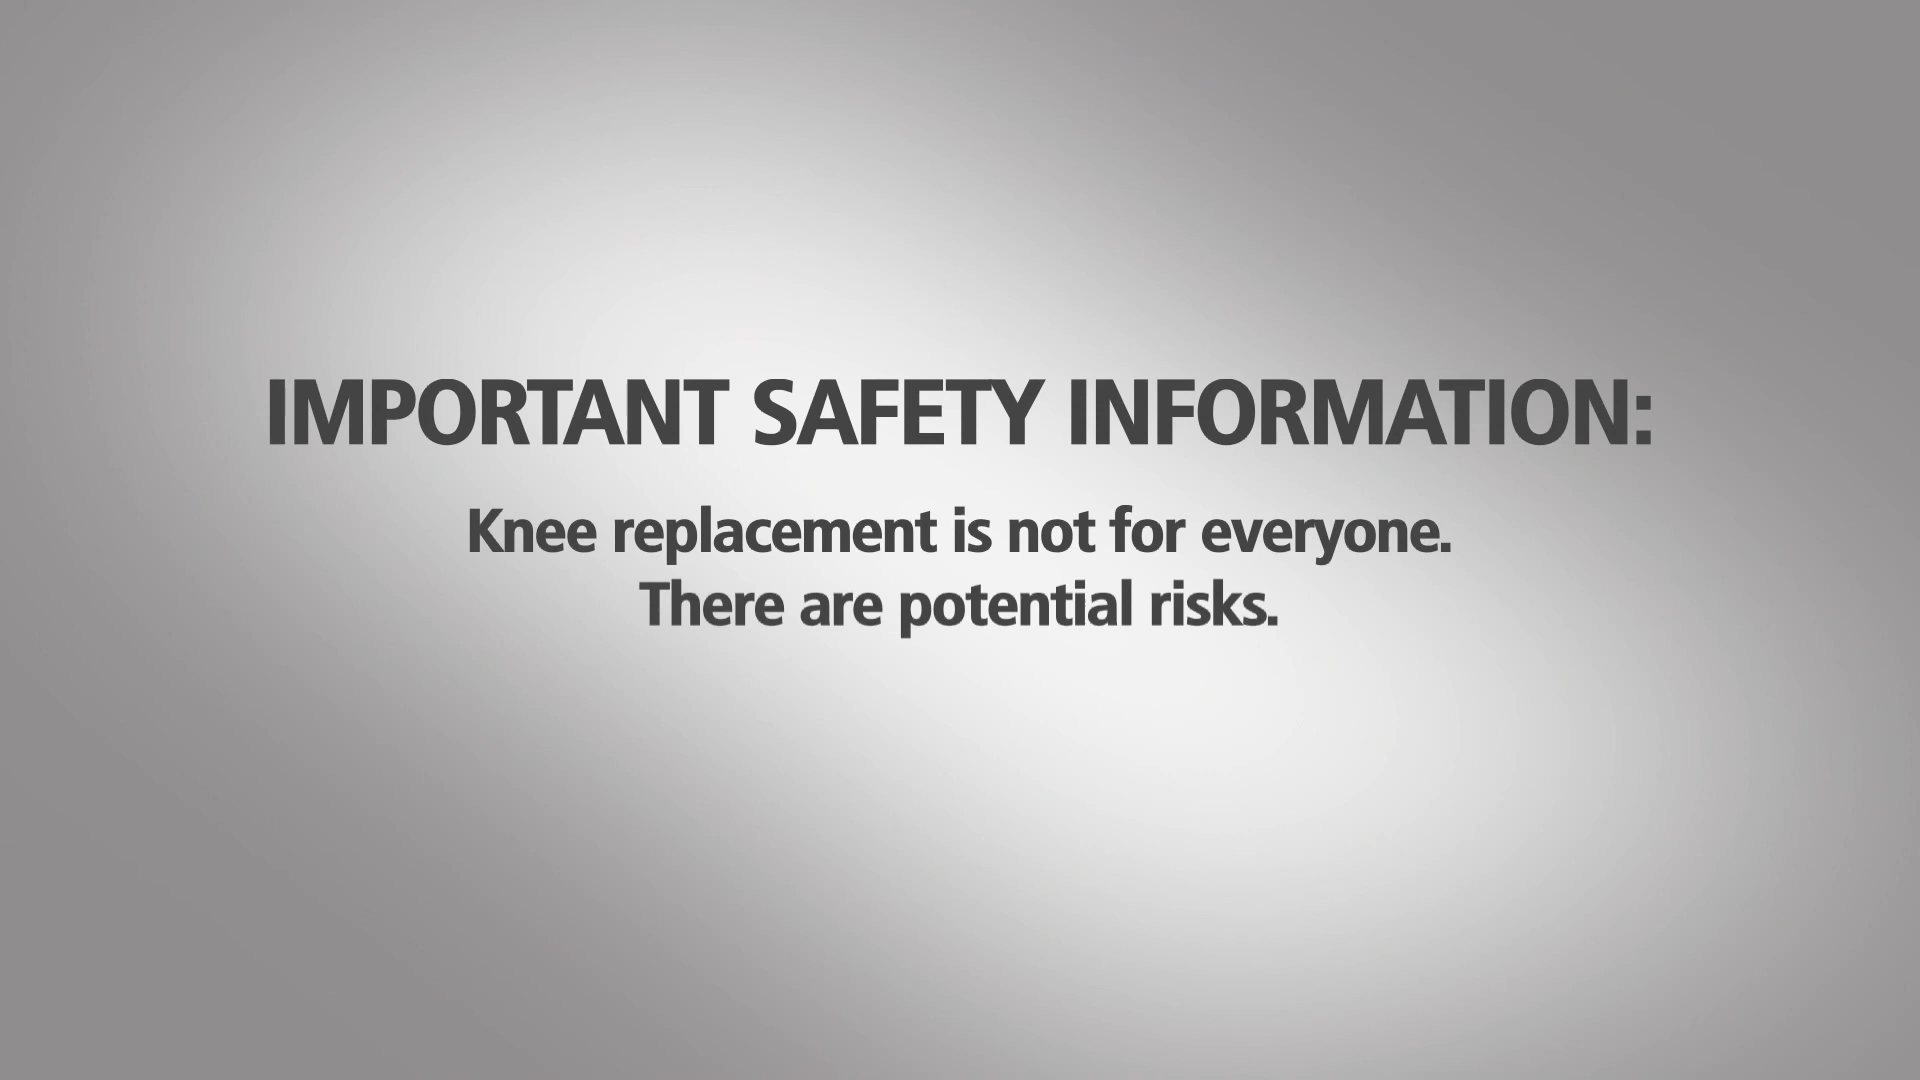 IMPORTANT SAFETY INFORMATION:
Knee replacement is not for everyone.
There are potential risks.